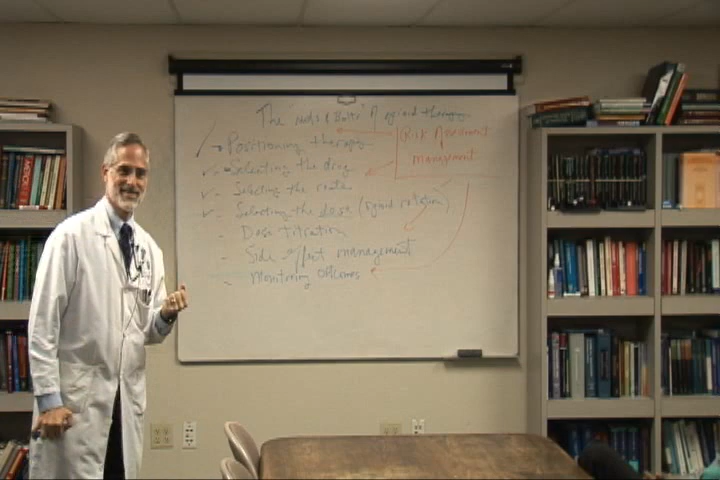 The Nuts & Bolts of opioid therapy
Positioning therapy
- Selecting the drug
- Selecting the route
- Selecting the dose (opioid rotation)
- Dose titration
- Side effect management
- Monitoring outcomes
Risk Assessment
management